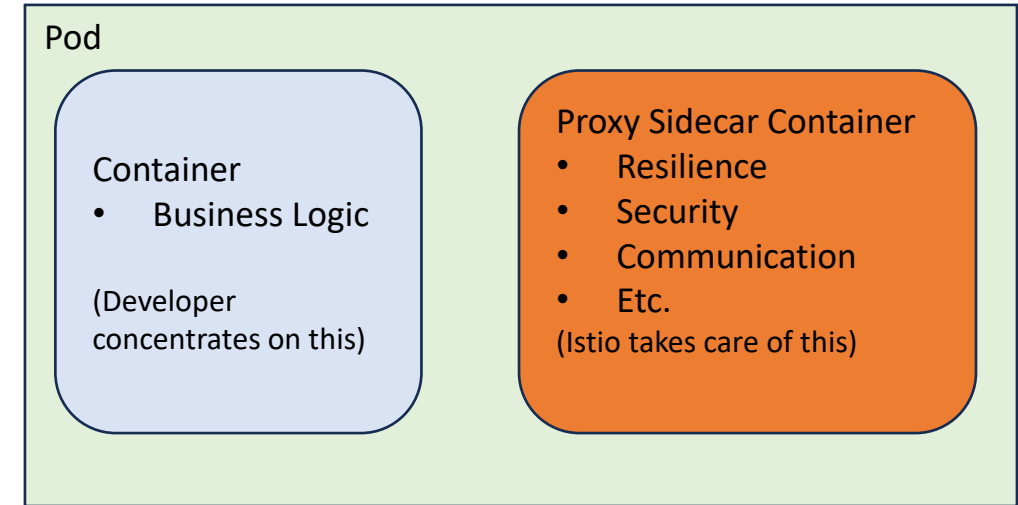 Pod
Container
• Business Logic
(Developer
concentrates on this)
Proxy Sidecar Container
• Resilience
• Security
• Communication
• Etc.
(Istio takes care of this)